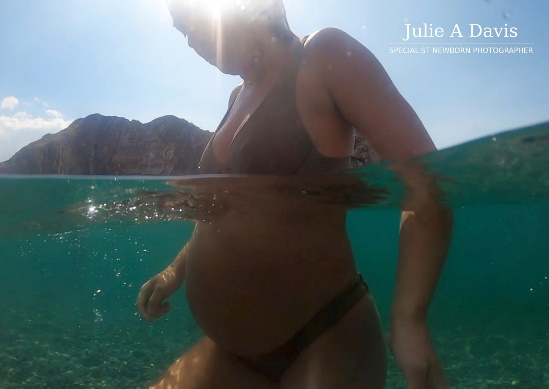 Julie A Davis
SPECIALIST NEWBORN PHOTOGRAPHER